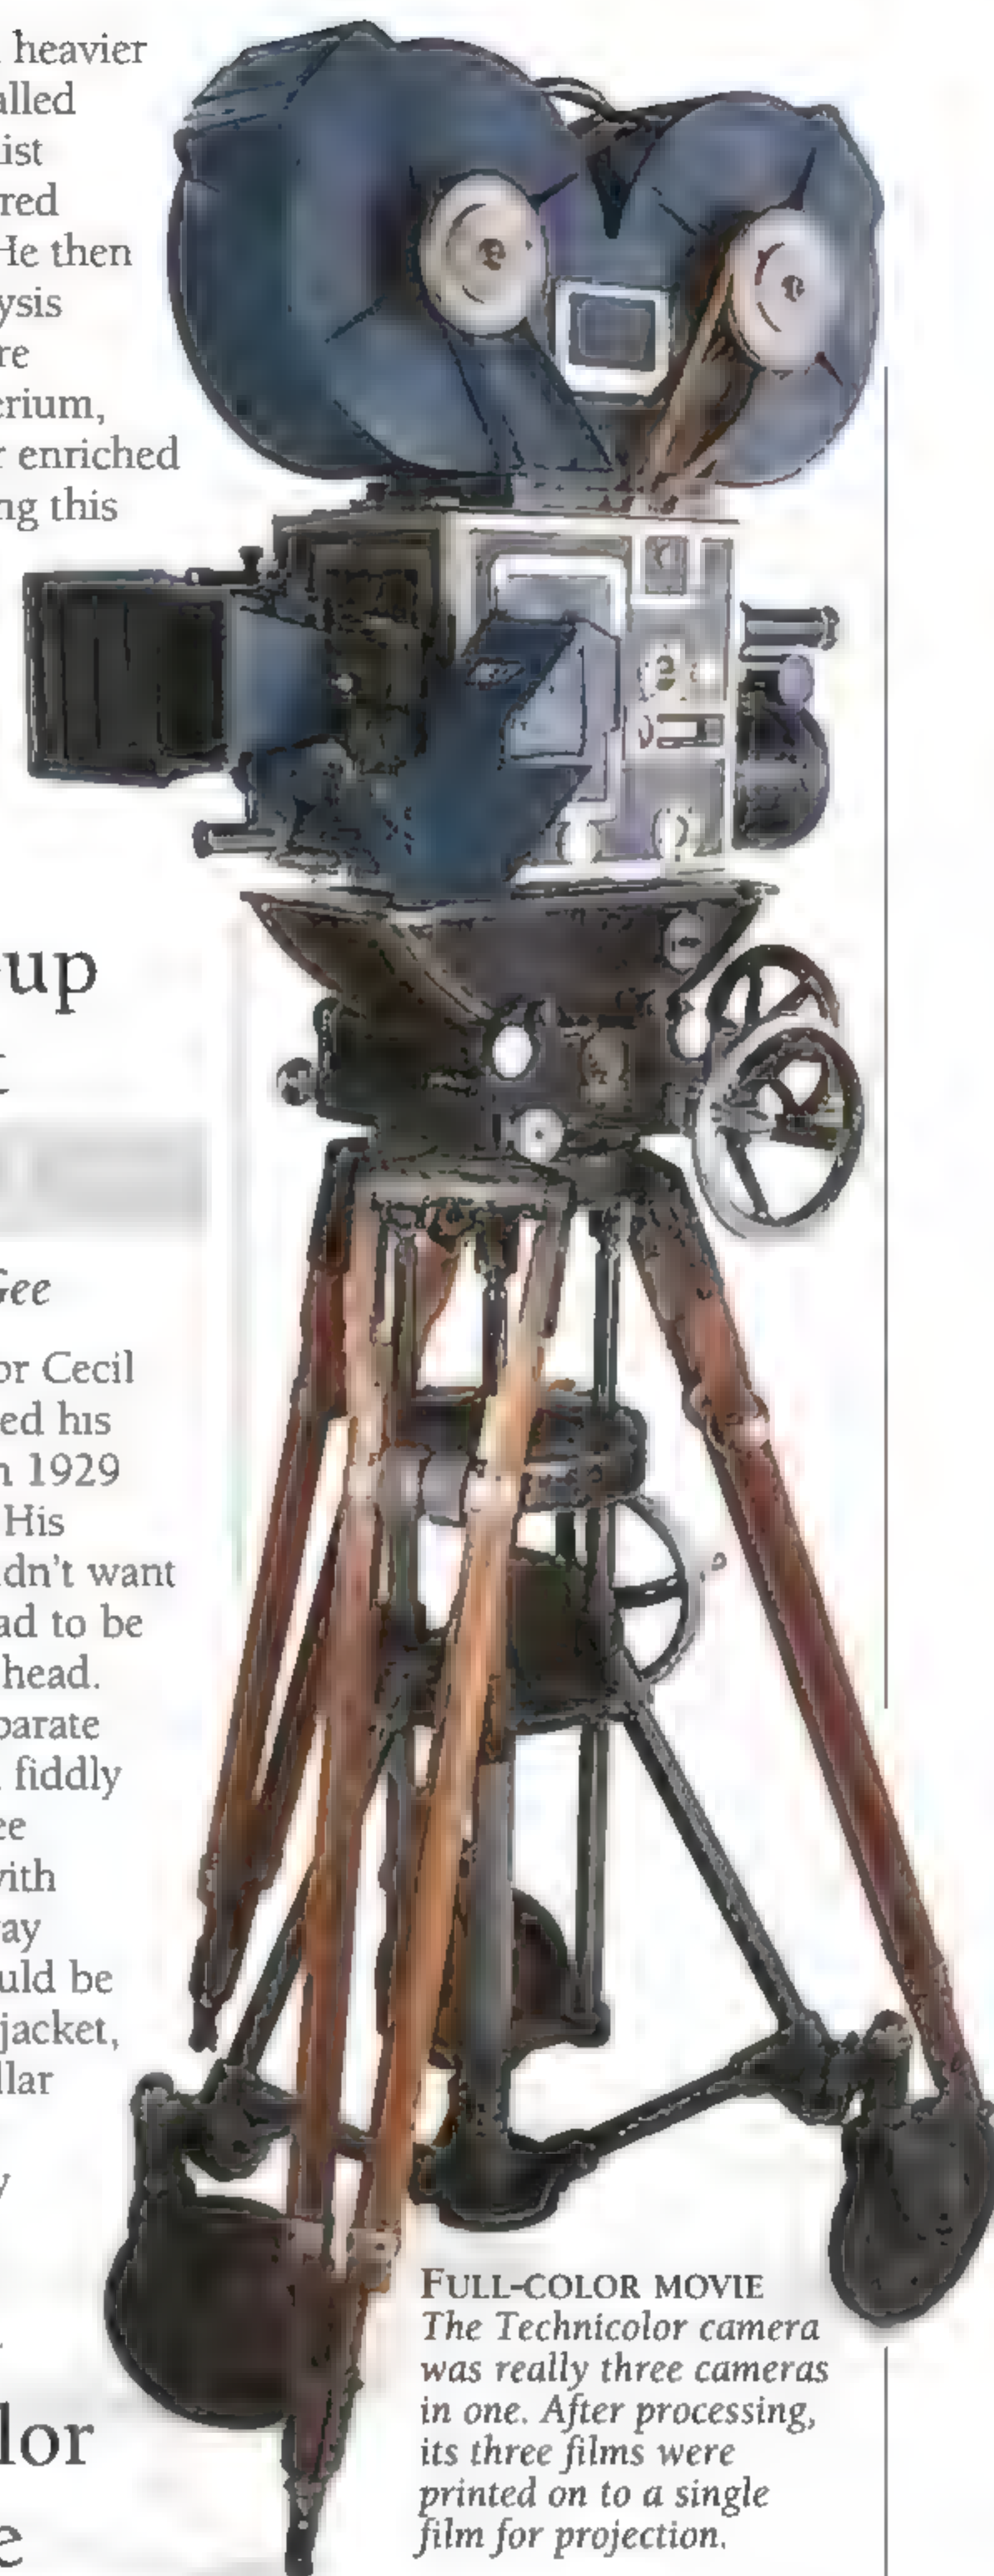 heavier
alled
ist
red
He then
ysis
re
erium,
r enriched
ng this
up
t
Gee
or Cecil
ed his
n 1929
His
dn't want
ad to be
head.
parate
fiddly
ee
with
ay
uld be
jacket,
llar
y
lor
e
FULL-COLOR MOVIE
The Technicolor camera
was really three cameras
in one. After processing,
its three films were
printed on to a single
film for projection.